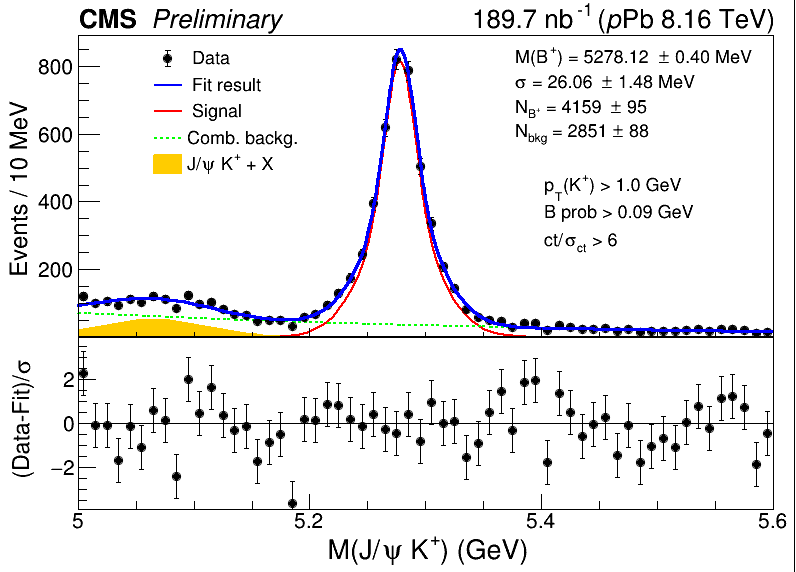 CMS Preliminary 189.7 nb⁻¹ (pPb 8.16 TeV)
Events / 10 MeV
800
600
400
200
Data
Fit result
Signal
Comb. backg.
J/ψ K⁺ + X
M(B⁺) = 5278.12 ± 0.40 MeV
σ = 26.06 ± 1.48 MeV
N_B⁺ = 4159 ± 95
N_bkg = 2851 ± 88
p_T(K⁺) > 1.0 GeV
B prob > 0.09 GeV
ct/σ_ct > 6
(Data-Fit)/σ
2
0
−2
5 5.2 5.4 5.6
M(J/ψ K⁺) (GeV)